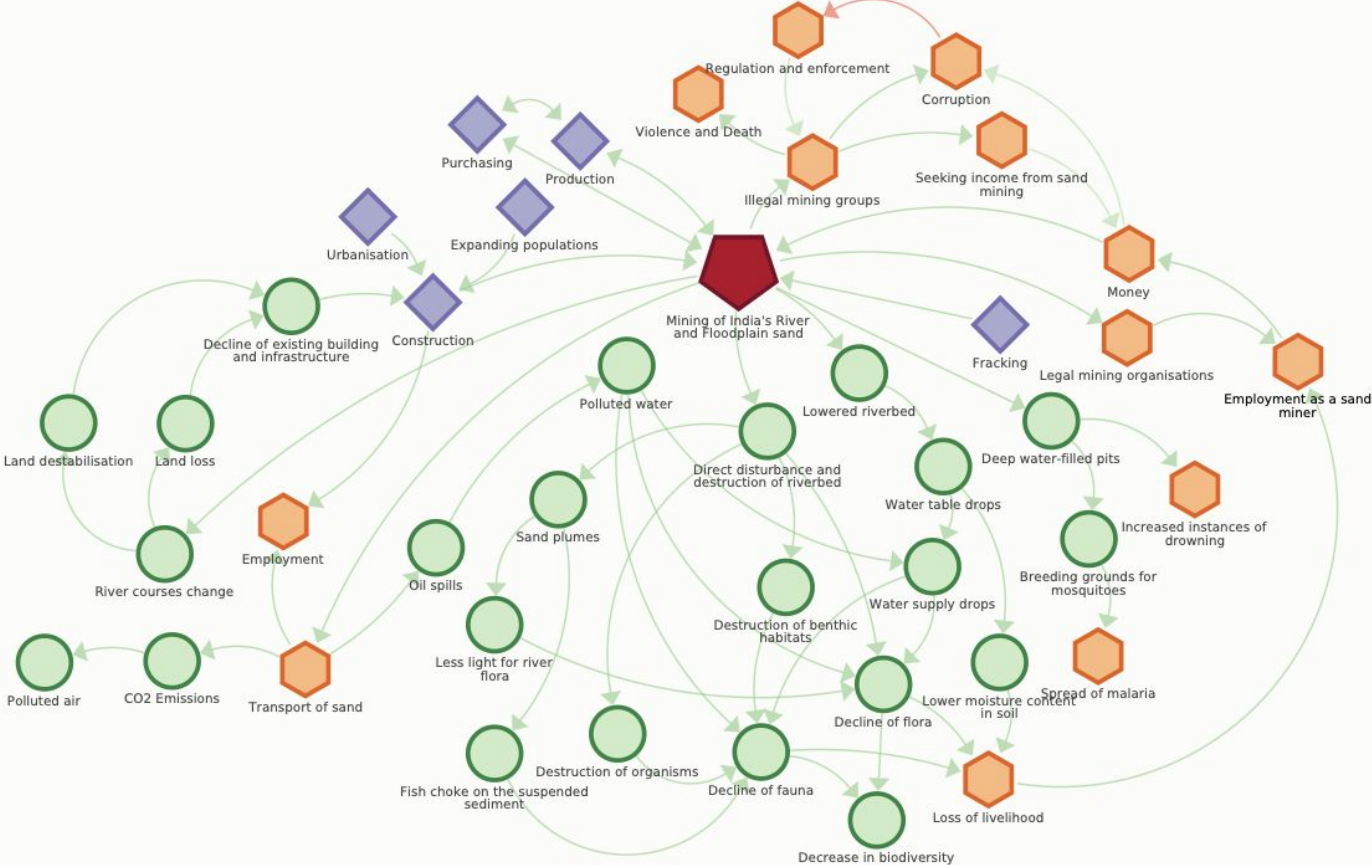 Regulation and enforcement
Corruption
Violence and Death
Purchasing
Production
Seeking income from sand
mining
Illegal mining groups
Urbanisation
Expanding populations
Money
Mining of India's River
and Floodplain sand
Construction
Decline of existing building
and infrastructure
Fracking
Legal mining organisations
Employment as a sand
miner
Polluted water
Lowered riverbed
Land destabilisation
Land loss
Direct disturbance and
destruction of riverbed
Deep water-filled pits
Water table drops
Sand plumes
Increased instances of
drowning
Employment
Oil spills
River courses change
Breeding grounds for
mosquitoes
Water supply drops
Destruction of benthic
habitats
Less light for river
flora
Polluted air
CO2 Emissions
Transport of sand
Decline of flora
Lower moisture content
in soil
Spread of malaria
Fish choke on the suspended
sediment
Destruction of organisms
Decline of fauna
Loss of livelihood
Decrease in biodiversity